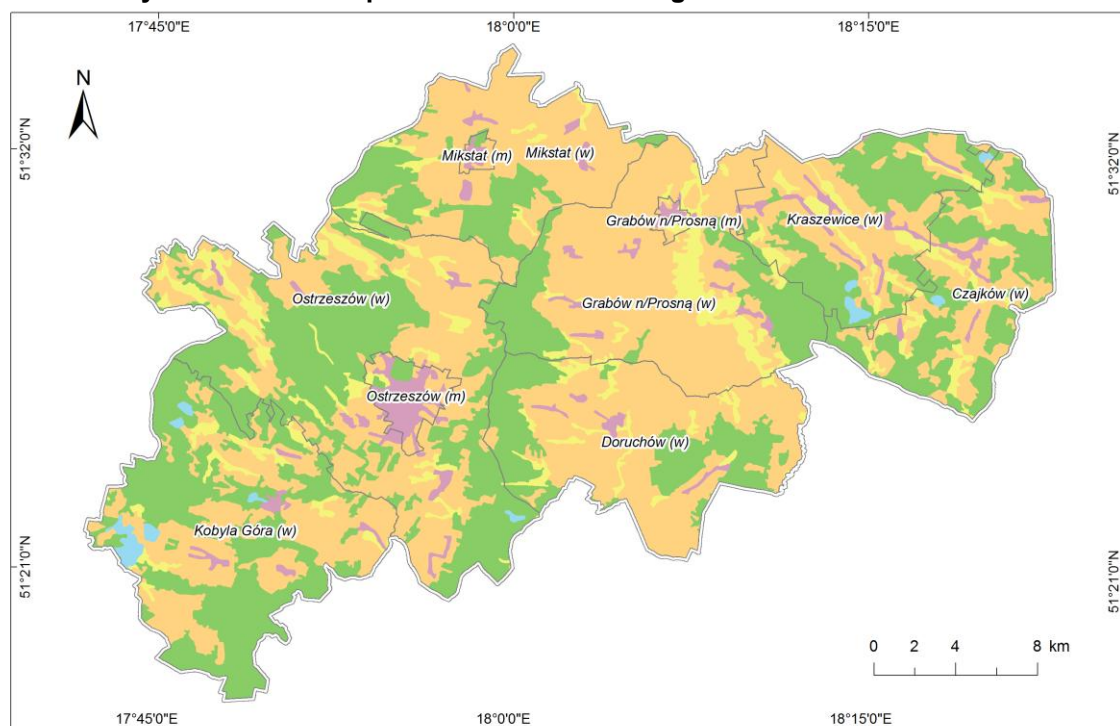 17°45'0"E 18°0'0"E 18°15'0"E
N
51°32'0"N
51°32'0"N
Mikstat (m)
Mikstat (w)
Grabów n/Prosną (m)
Kraszewice (w)
Ostrzeszów (w)
Grabów n/Prosną (w)
Czajków (w)
Ostrzeszów (m)
Doruchów (w)
Kobyla Góra (w)
51°21'0"N
51°21'0"N
0 2 4 8 km
17°45'0"E 18°0'0"E 18°15'0"E